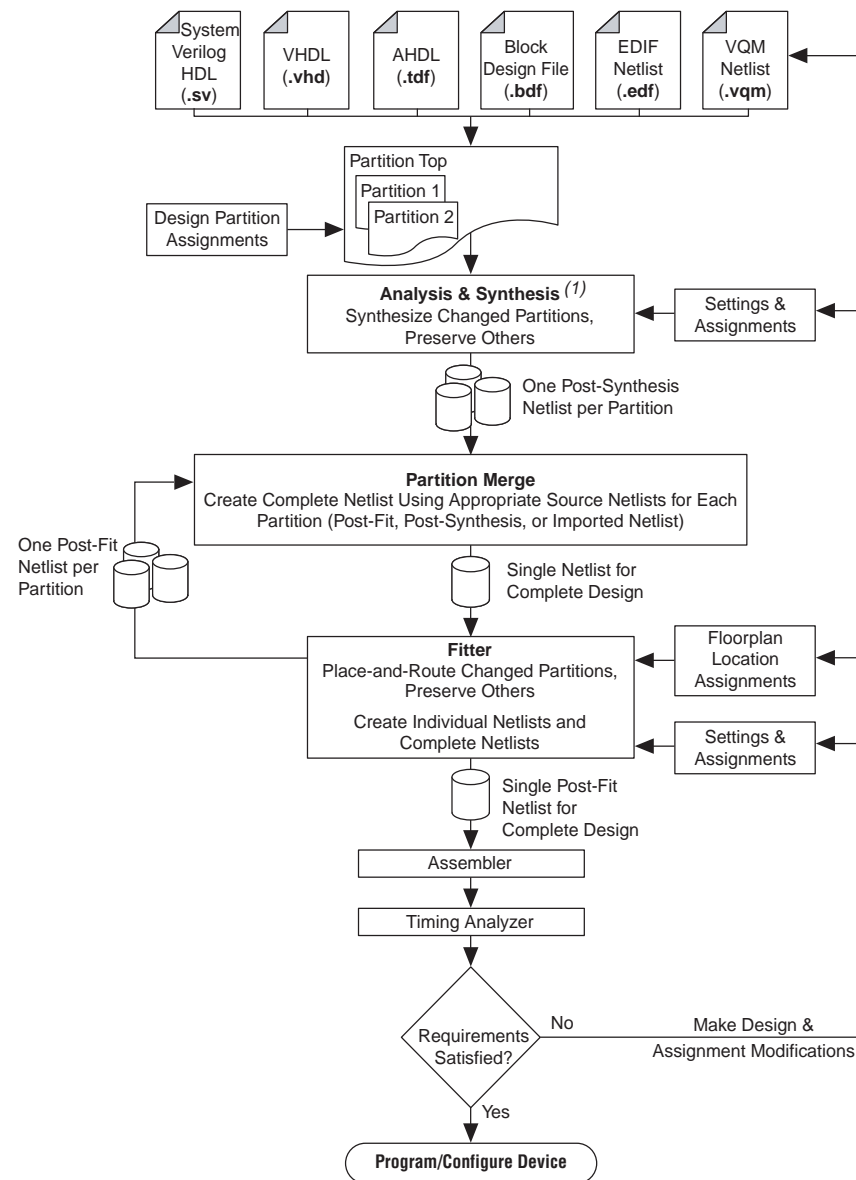 System
Verilog
HDL
(.sv)
VHDL
(.vhd)
AHDL
(.tdf)
Block
Design File
(.bdf)
EDIF
Netlist
(.edf)
VQM
Netlist
(.vqm)
Partition Top
Partition 1
Partition 2
Design Partition
Assignments
Analysis & Synthesis (1)
Synthesize Changed Partitions,
Preserve Others
Settings &
Assignments
One Post-Synthesis
Netlist per Partition
Partition Merge
Create Complete Netlist Using Appropriate Source Netlists for Each
Partition (Post-Fit, Post-Synthesis, or Imported Netlist)
One Post-Fit
Netlist per
Partition
Single Netlist for
Complete Design
Fitter
Place-and-Route Changed Partitions,
Preserve Others
Create Individual Netlists and
Complete Netlists
Floorplan
Location
Assignments
Settings &
Assignments
Single Post-Fit
Netlist for
Complete Design
Assembler
Timing Analyzer
Requirements
Satisfied?
No
Make Design &
Assignment Modifications
Yes
Program/Configure Device